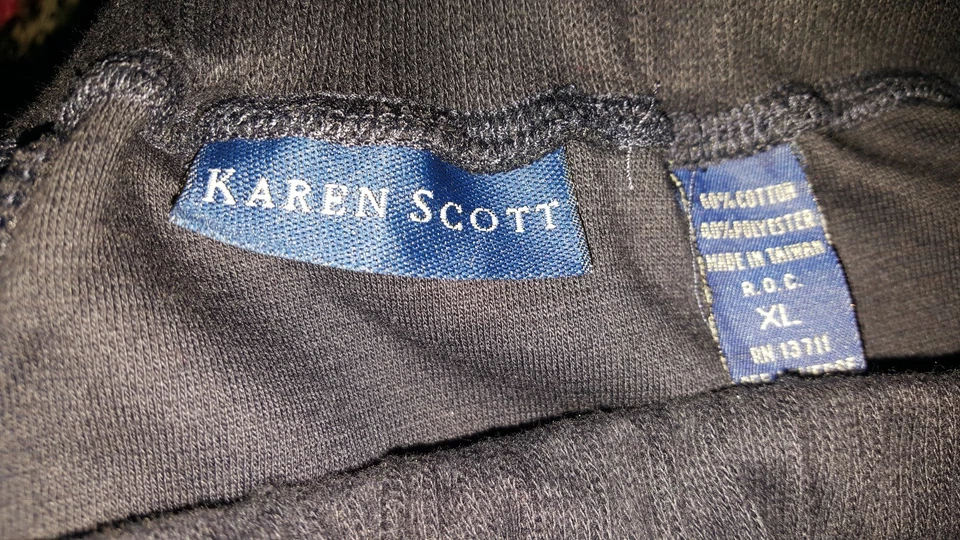 KAREN SCOTT
60% COTTON
40% POLYESTER
MADE IN TAIWAN
R.O.C.
XL
RN 13711